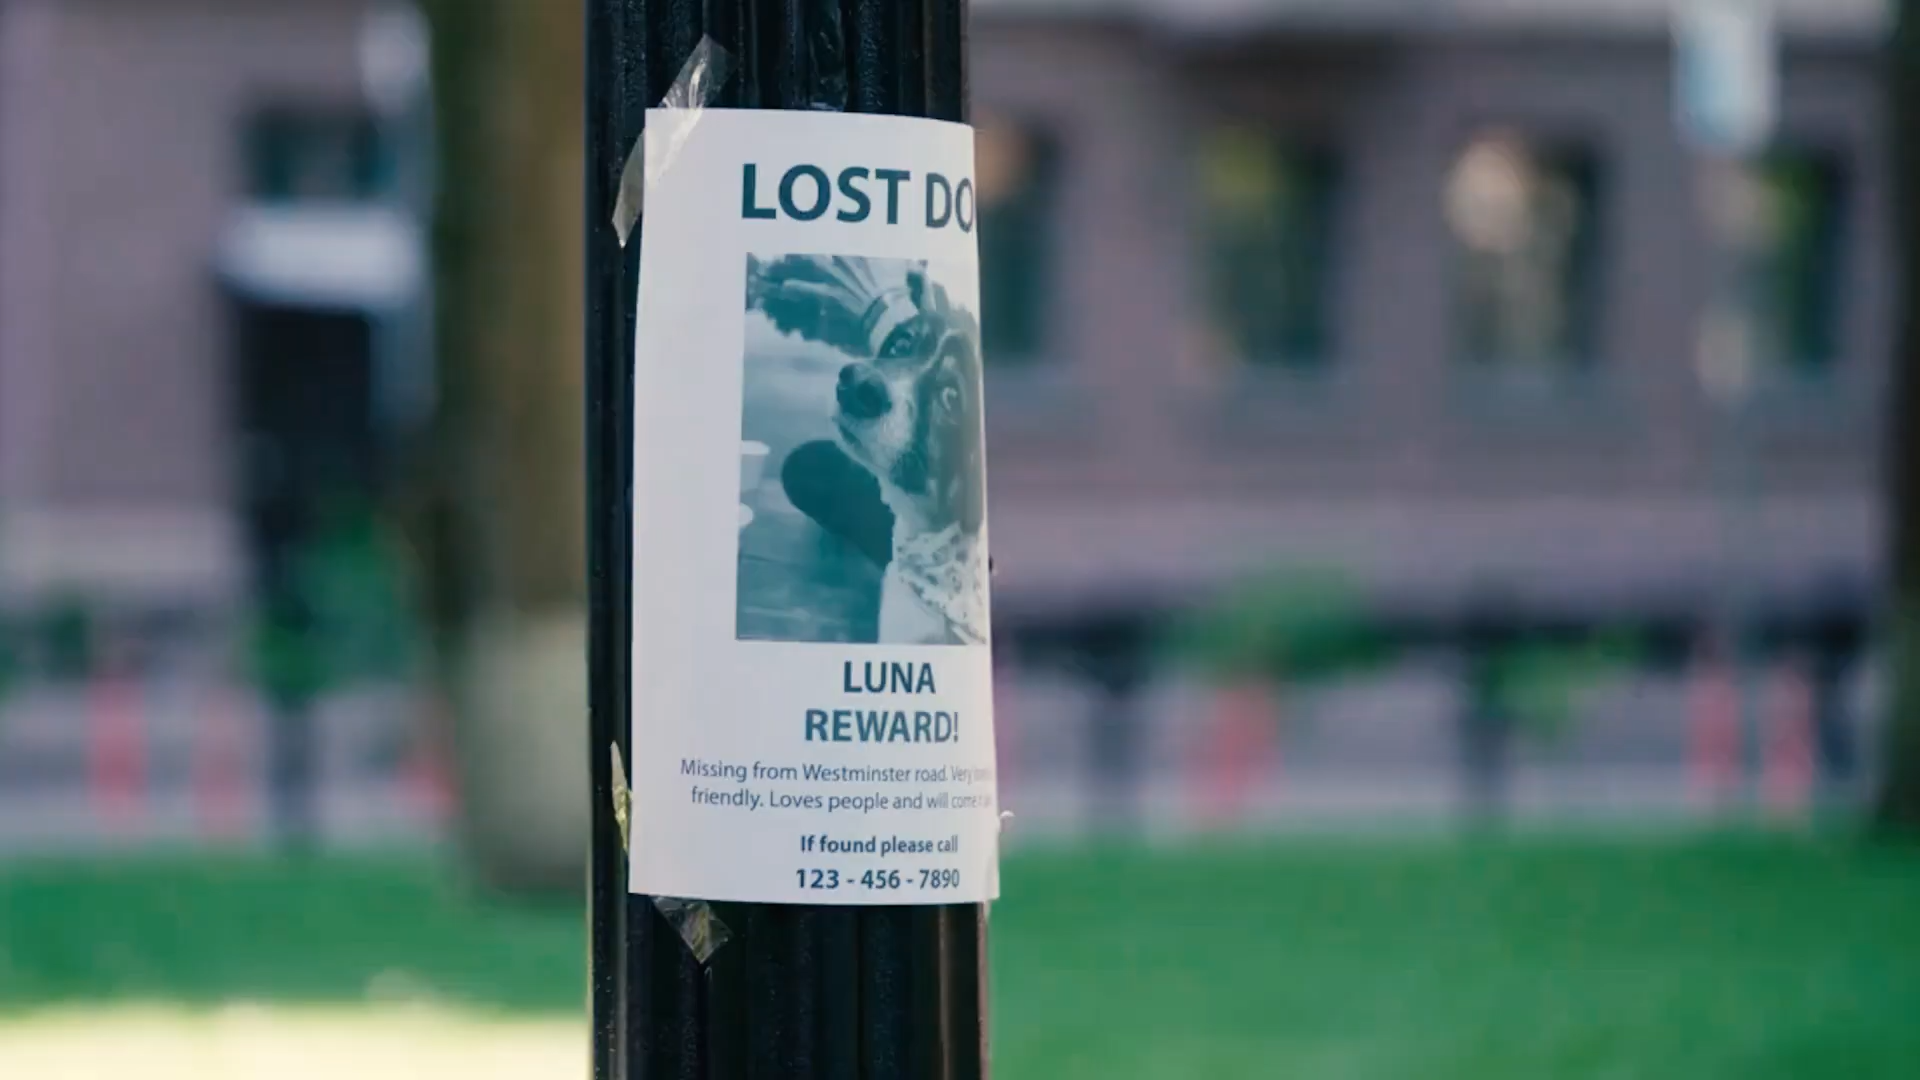 LOST DO
LUNA
REWARD!
Missing from Westminster road. Very
friendly. Loves people and will come
If found please call
123 - 456 - 7890